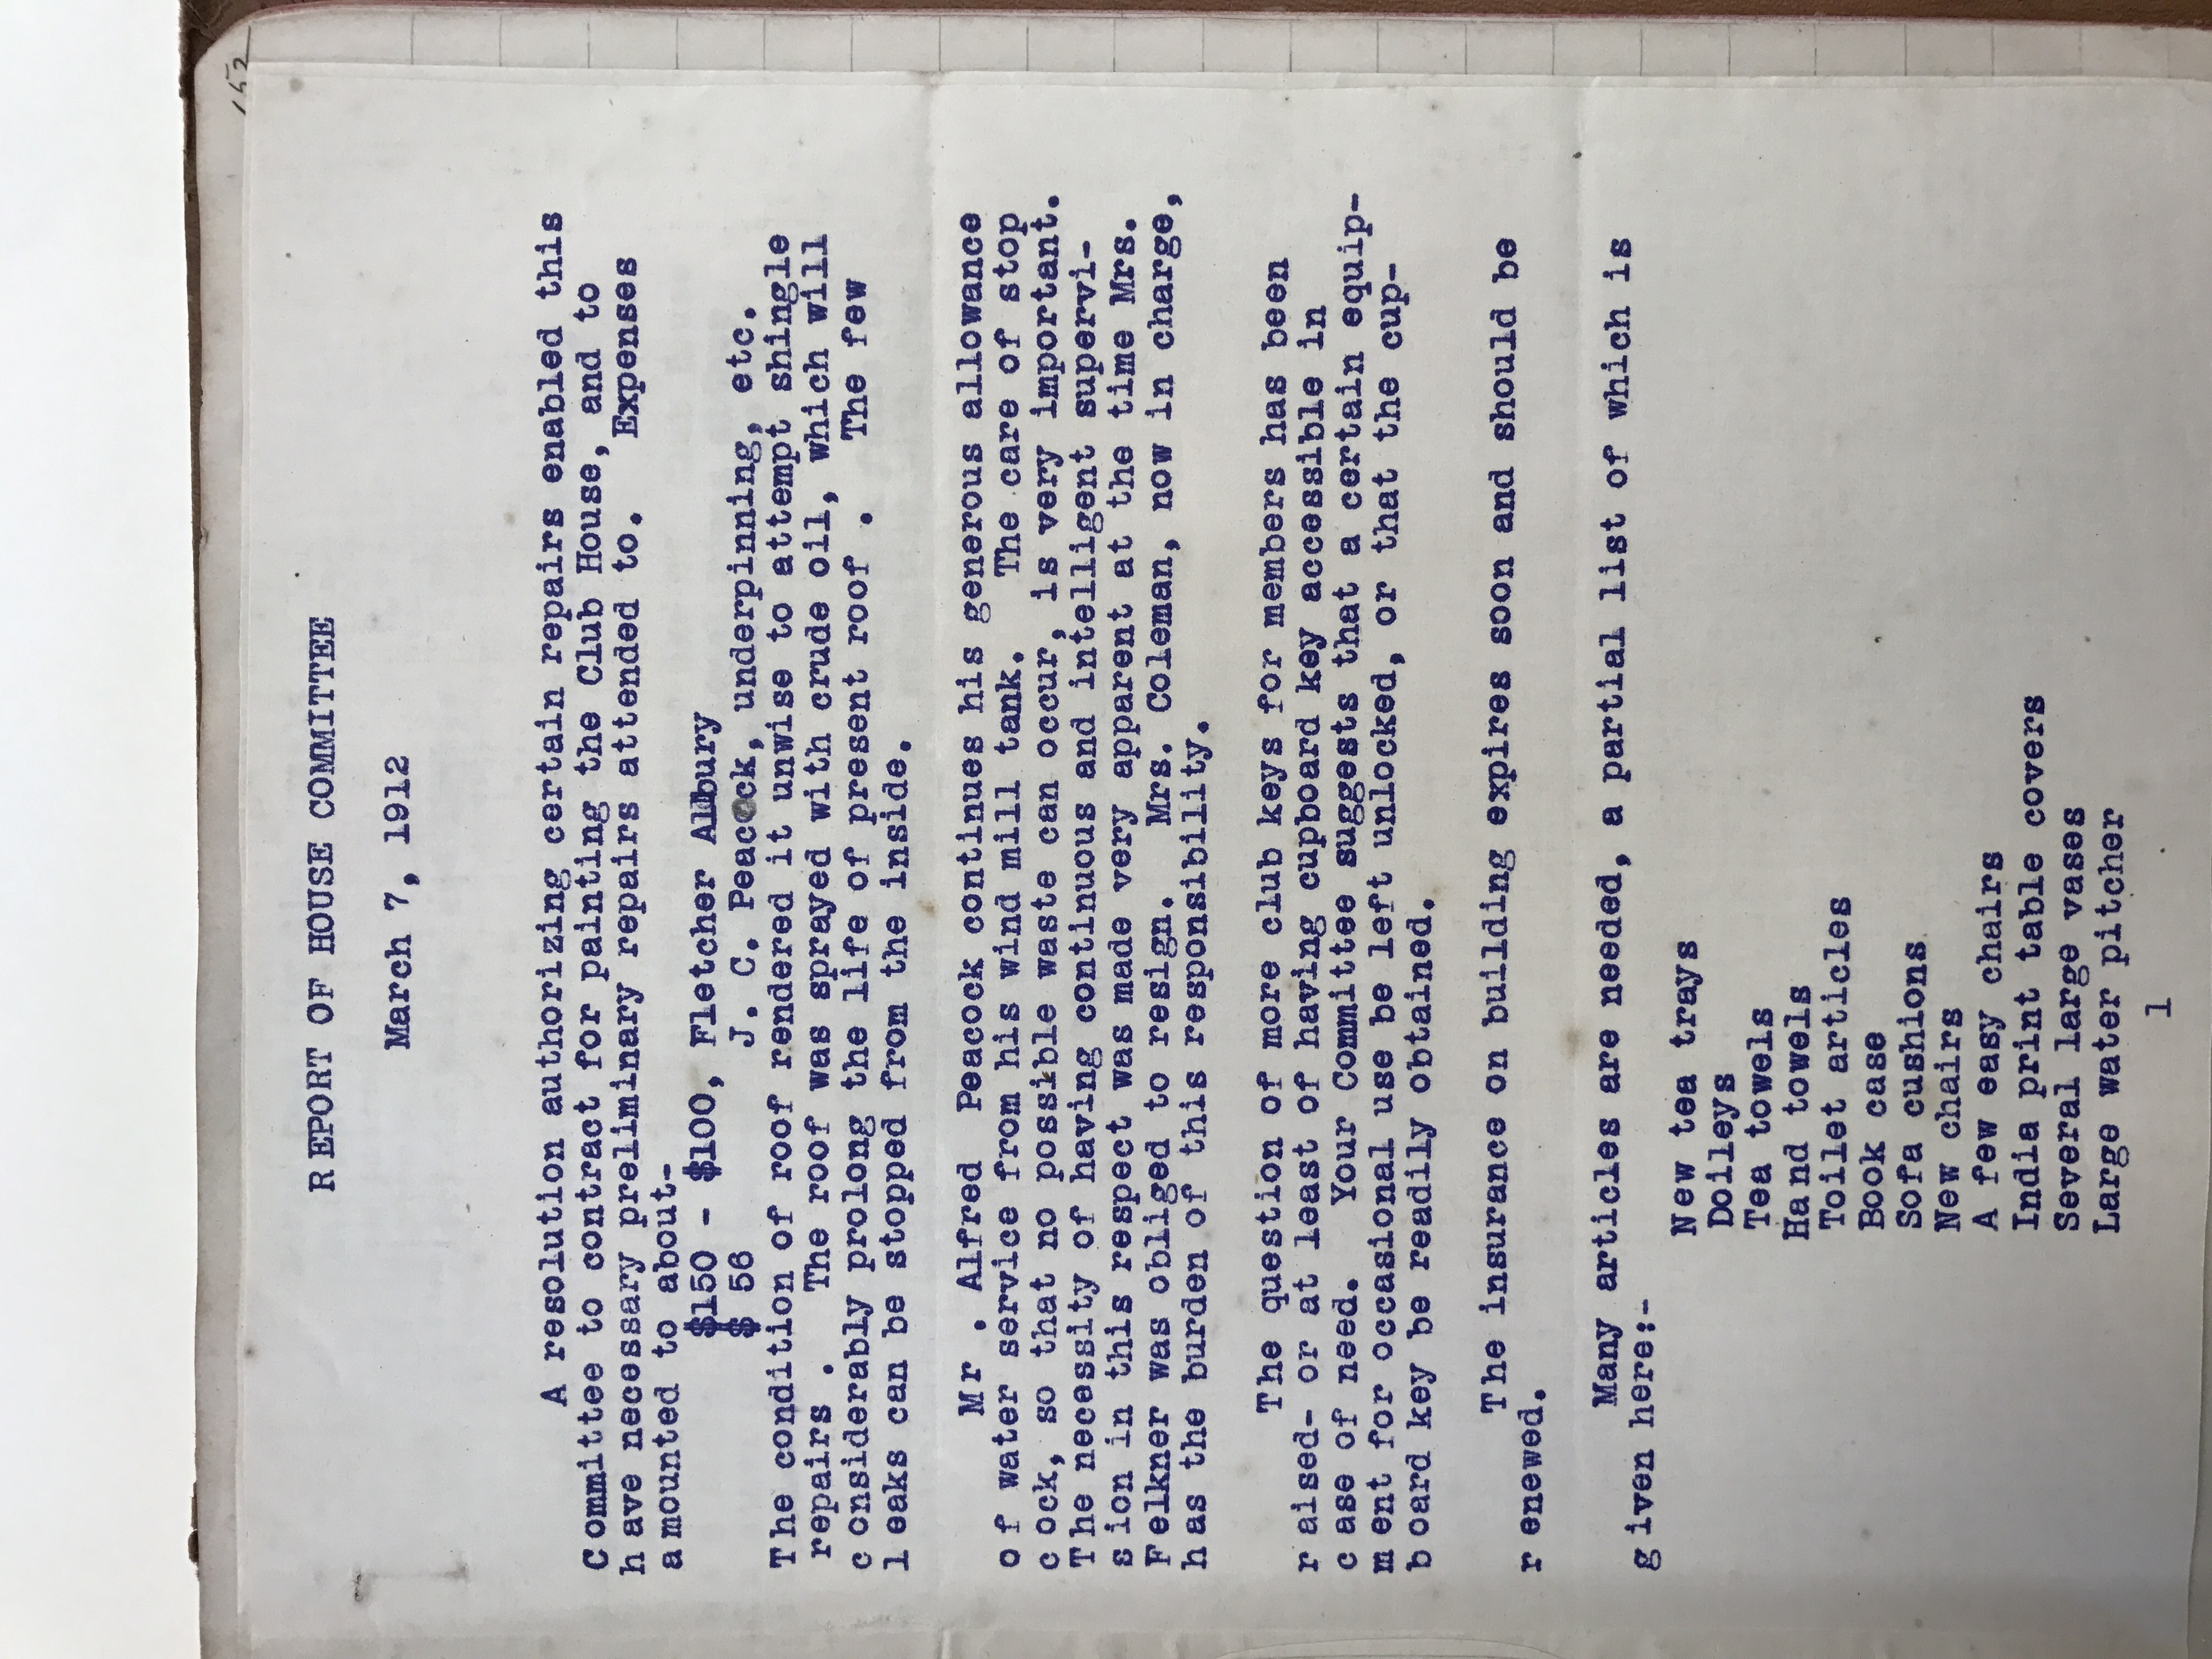 152
REPORT OF HOUSE COMMITTEE
March 7, 1912
A resolution authorizing certain repairs enabled this
Committee to contract for painting the Club House, and to
have necessary preliminary repairs attended to. Expenses
amounted to about-
$150 - $100, Fletcher Albury
$ 56 J. C. Peacock, underpinning, etc.
The condition of roof rendered it unwise to attempt shingle
repairs . The roof was sprayed with crude oil, which will
considerably prolong the life of present roof . The few
leaks can be stopped from the inside.
Mr . Alfred Peacock continues his generous allowance
of water service from his wind mill tank. The care of stop
cock, so that no possible waste can occur, is very important.
The necessity of having continuous and intelligent supervi-
sion in this respect was made very apparent at the time Mrs.
Felkner was obliged to resign. Mrs. Coleman, now in charge,
has the burden of this responsibility.
The question of more club keys for members has been
raised- or at least of having cupboard key accessible in
case of need. Your Committee suggests that a certain equip-
ment for occasional use be left unlocked, or that the cup-
board key be readily obtained.
The insurance on building expires soon and should be
renewed.
Many articles are needed, a partial list of which is
given here:-
New tea trays
Doileys
Tea towels
Hand towels
Toilet articles
Book case
Sofa cushions
New chairs
A few easy chairs
India print table covers
Several large vases
Large water pitcher
1